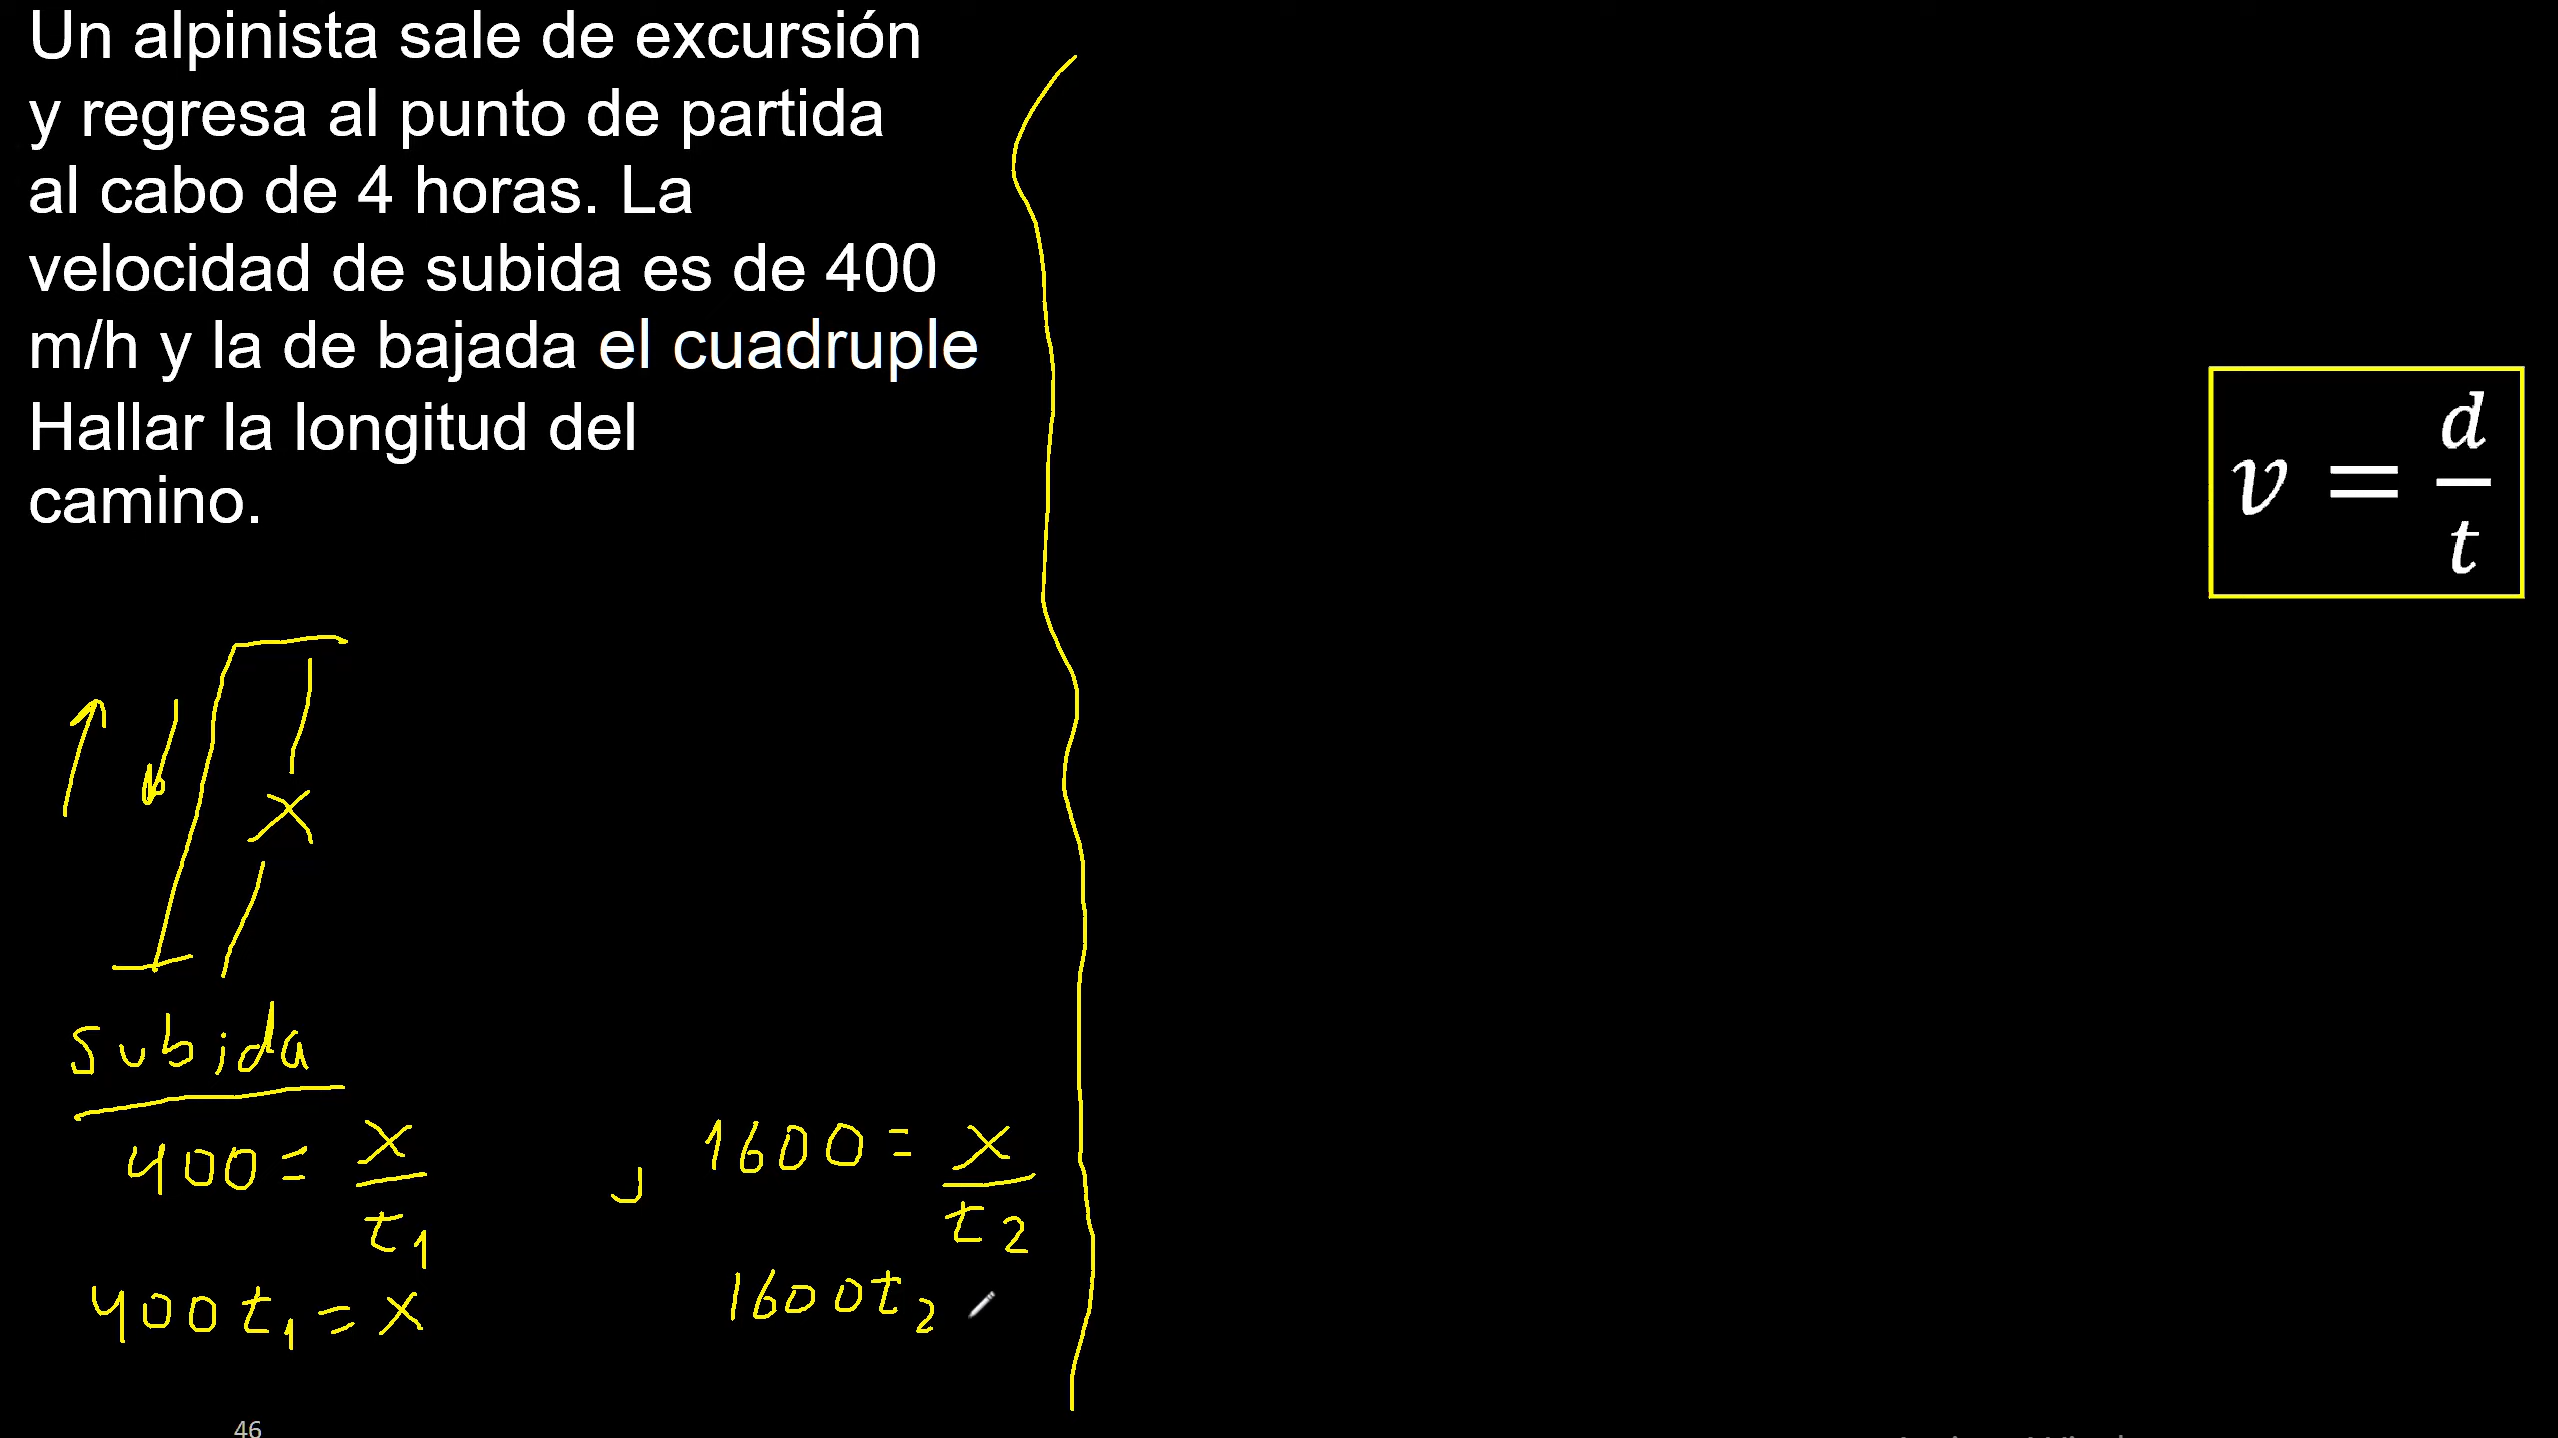 Un alpinista sale de excursión
y regresa al punto de partida
al cabo de 4 horas. La
velocidad de subida es de 400
m/h y la de bajada el cuadruple
Hallar la longitud del
camino.
v = d/t
x
subida
400 = x/t₁ , 1600 = x/t₂
400t₁ = x 1600t₂
46